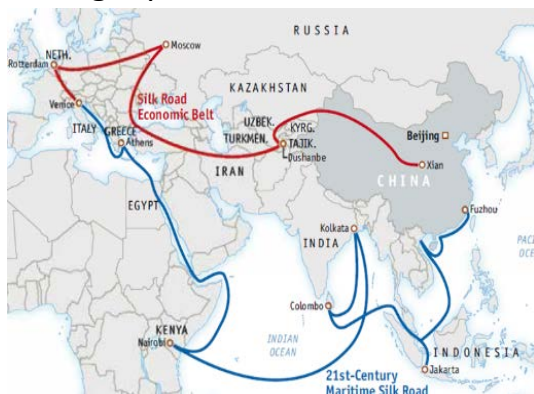 RUSSIA
Moscow
NETH.
Rotterdam
KAZAKHSTAN
Venice
Silk Road
Economic Belt
UZBEK.
KYRG.
ITALY
GREECE
Athens
TURKMEN.
TAJIK.
Dushanbe
Beijing
Xian
IRAN
CHINA
EGYPT
Fuzhou
Kolkata
INDIA
Colombo
KENYA
Nairobi
INDIAN
OCEAN
INDONESIA
Jakarta
21st-Century
Maritime Silk Road